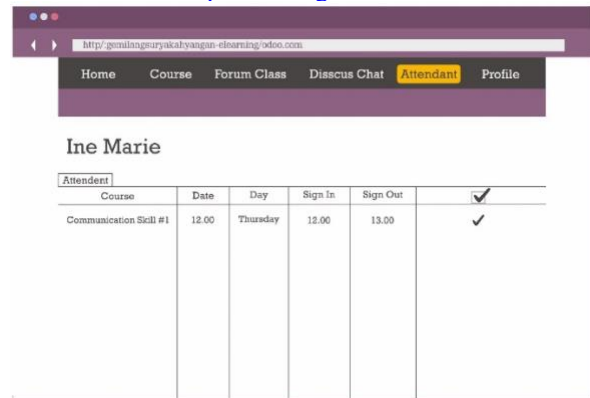 http/:gemilangsuryakahyangan-elearning/odoo.com
Home Course Forum Class Disscus Chat Attendant Profile
Ine Marie
Attendent
Course Date Day Sign In Sign Out
Communication Skill #1 12.00 Thursday 12.00 13.00